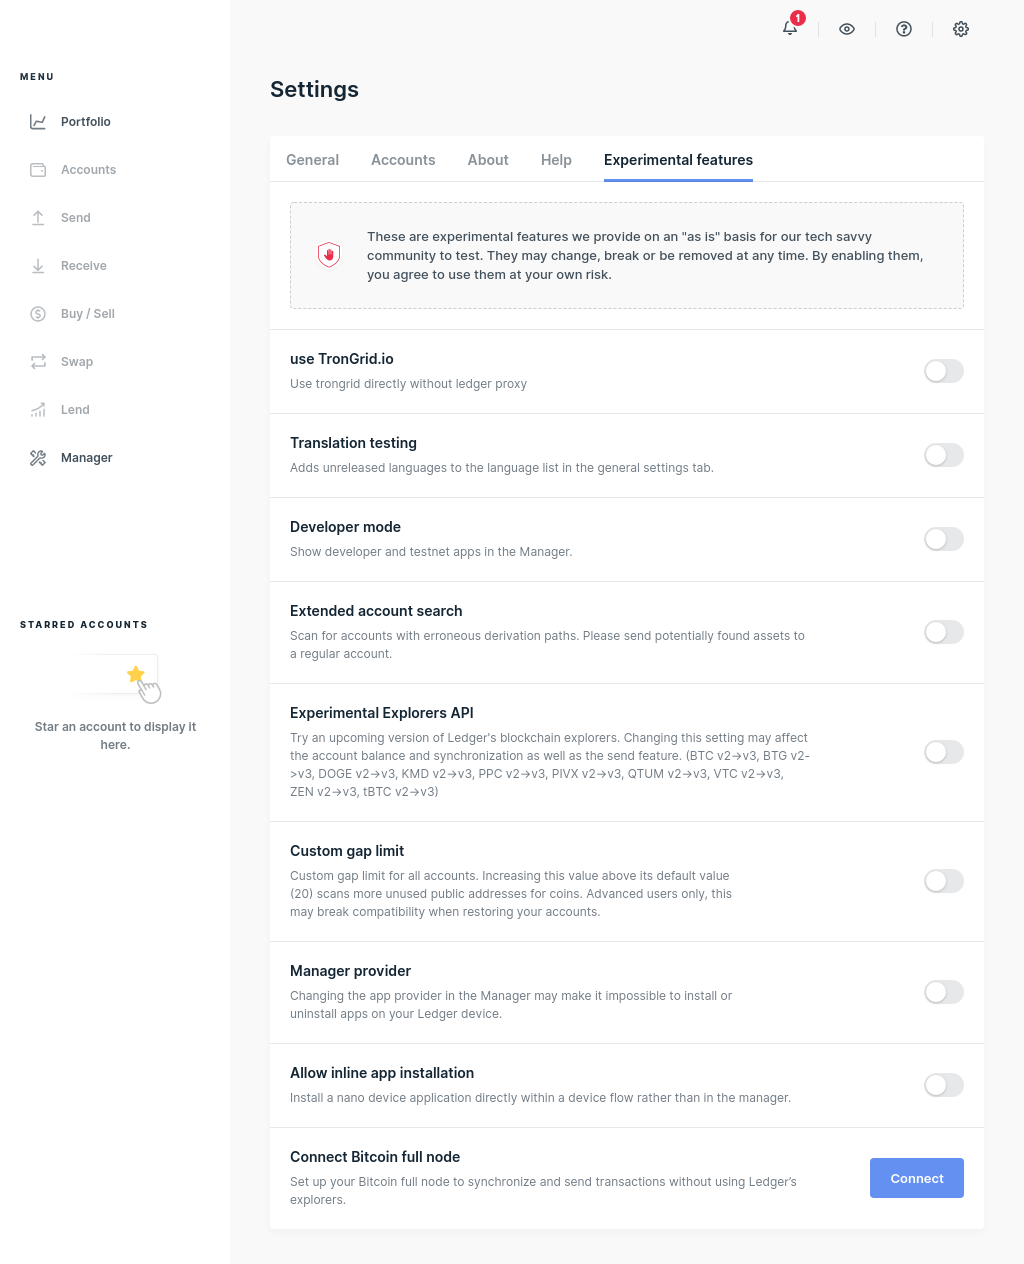 1
MENU
Portfolio
Accounts
Send
Receive
Buy / Sell
Swap
Lend
Manager
STARRED ACCOUNTS
Star an account to display it
here.
Settings
General Accounts About Help Experimental features
These are experimental features we provide on an "as is" basis for our tech savvy
community to test. They may change, break or be removed at any time. By enabling them,
you agree to use them at your own risk.
use TronGrid.io
Use trongrid directly without ledger proxy
Translation testing
Adds unreleased languages to the language list in the general settings tab.
Developer mode
Show developer and testnet apps in the Manager.
Extended account search
Scan for accounts with erroneous derivation paths. Please send potentially found assets to
a regular account.
Experimental Explorers API
Try an upcoming version of Ledger's blockchain explorers. Changing this setting may affect
the account balance and synchronization as well as the send feature. (BTC v2->v3, BTG v2-
>v3, DOGE v2->v3, KMD v2->v3, PPC v2->v3, PIVX v2->v3, QTUM v2->v3, VTC v2->v3,
ZEN v2->v3, tBTC v2->v3)
Custom gap limit
Custom gap limit for all accounts. Increasing this value above its default value
(20) scans more unused public addresses for coins. Advanced users only, this
may break compatibility when restoring your accounts.
Manager provider
Changing the app provider in the Manager may make it impossible to install or
uninstall apps on your Ledger device.
Allow inline app installation
Install a nano device application directly within a device flow rather than in the manager.
Connect Bitcoin full node
Set up your Bitcoin full node to synchronize and send transactions without using Ledger’s
explorers.
Connect